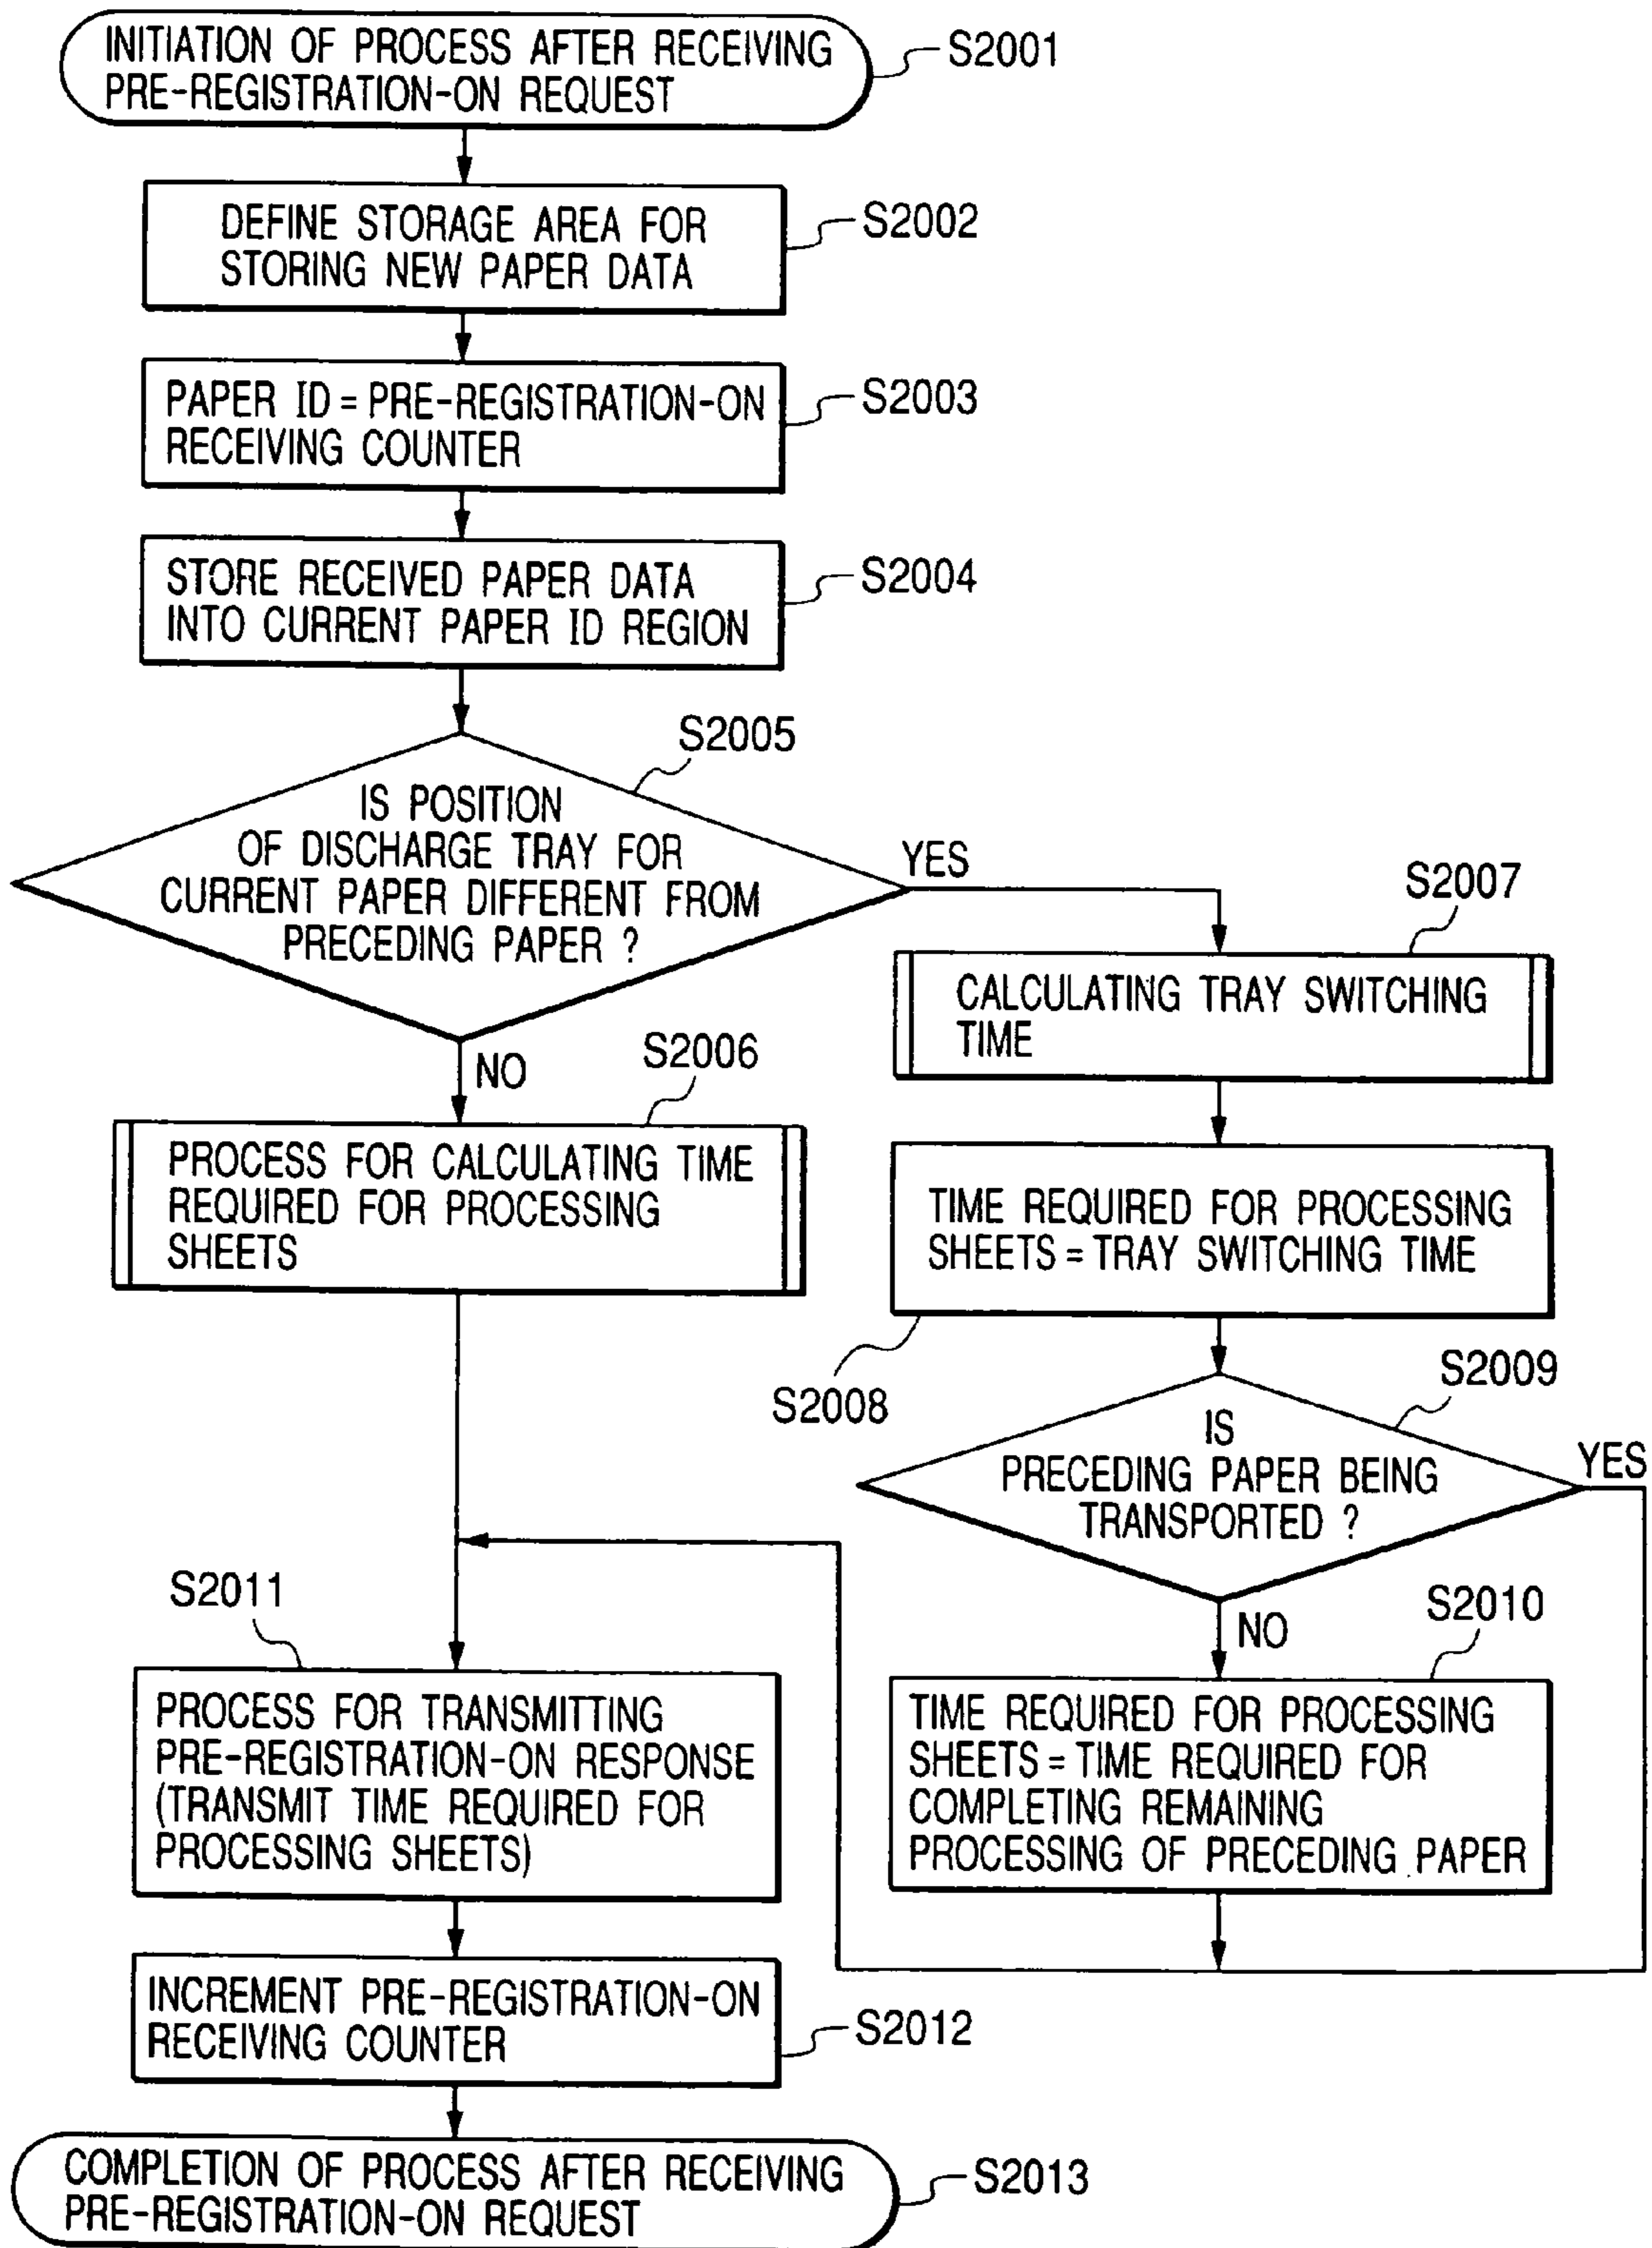 INITIATION OF PROCESS AFTER RECEIVING
PRE-REGISTRATION-ON REQUEST
S2001
DEFINE STORAGE AREA FOR
STORING NEW PAPER DATA
S2002
PAPER ID = PRE-REGISTRATION-ON
RECEIVING COUNTER
S2003
STORE RECEIVED PAPER DATA
INTO CURRENT PAPER ID REGION
S2004
S2005
IS POSITION
OF DISCHARGE TRAY FOR
CURRENT PAPER DIFFERENT FROM
PRECEDING PAPER ?
YES
NO
S2006
PROCESS FOR CALCULATING TIME
REQUIRED FOR PROCESSING
SHEETS
S2007
CALCULATING TRAY SWITCHING
TIME
TIME REQUIRED FOR PROCESSING
SHEETS = TRAY SWITCHING TIME
S2008
S2009
IS
PRECEDING PAPER BEING
TRANSPORTED ?
YES
NO
S2010
TIME REQUIRED FOR PROCESSING
SHEETS = TIME REQUIRED FOR
COMPLETING REMAINING
PROCESSING OF PRECEDING PAPER
S2011
PROCESS FOR TRANSMITTING
PRE-REGISTRATION-ON RESPONSE
(TRANSMIT TIME REQUIRED FOR
PROCESSING SHEETS)
INCREMENT PRE-REGISTRATION-ON
RECEIVING COUNTER
S2012
COMPLETION OF PROCESS AFTER RECEIVING
PRE-REGISTRATION-ON REQUEST
S2013